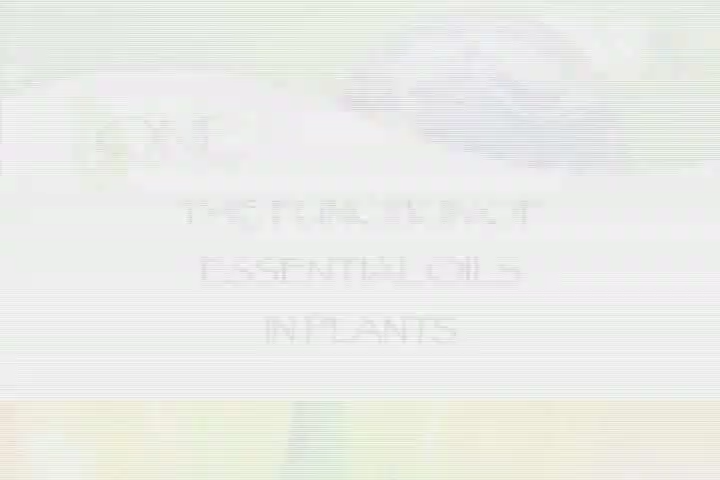 THE FUNCTION OF
ESSENTIAL OILS
IN PLANTS